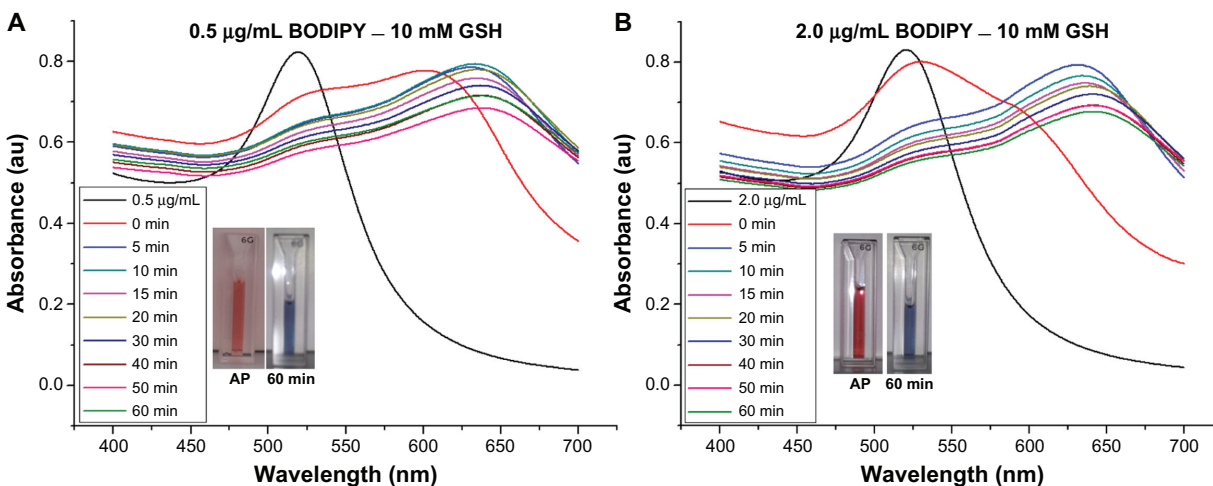 A
0.5 μg/mL BODIPY – 10 mM GSH
Absorbance (au)
0.8
0.6
0.4
0.2
0.0
0.5 μg/mL
0 min
5 min
10 min
15 min
20 min
30 min
40 min
50 min
60 min
6G
6G
AP
60 min
400
450
500
550
600
650
700
Wavelength (nm)
B
2.0 μg/mL BODIPY – 10 mM GSH
Absorbance (au)
0.8
0.6
0.4
0.2
0.0
2.0 μg/mL
0 min
5 min
10 min
15 min
20 min
30 min
40 min
50 min
60 min
6G
6G
AP
60 min
400
450
500
550
600
650
700
Wavelength (nm)